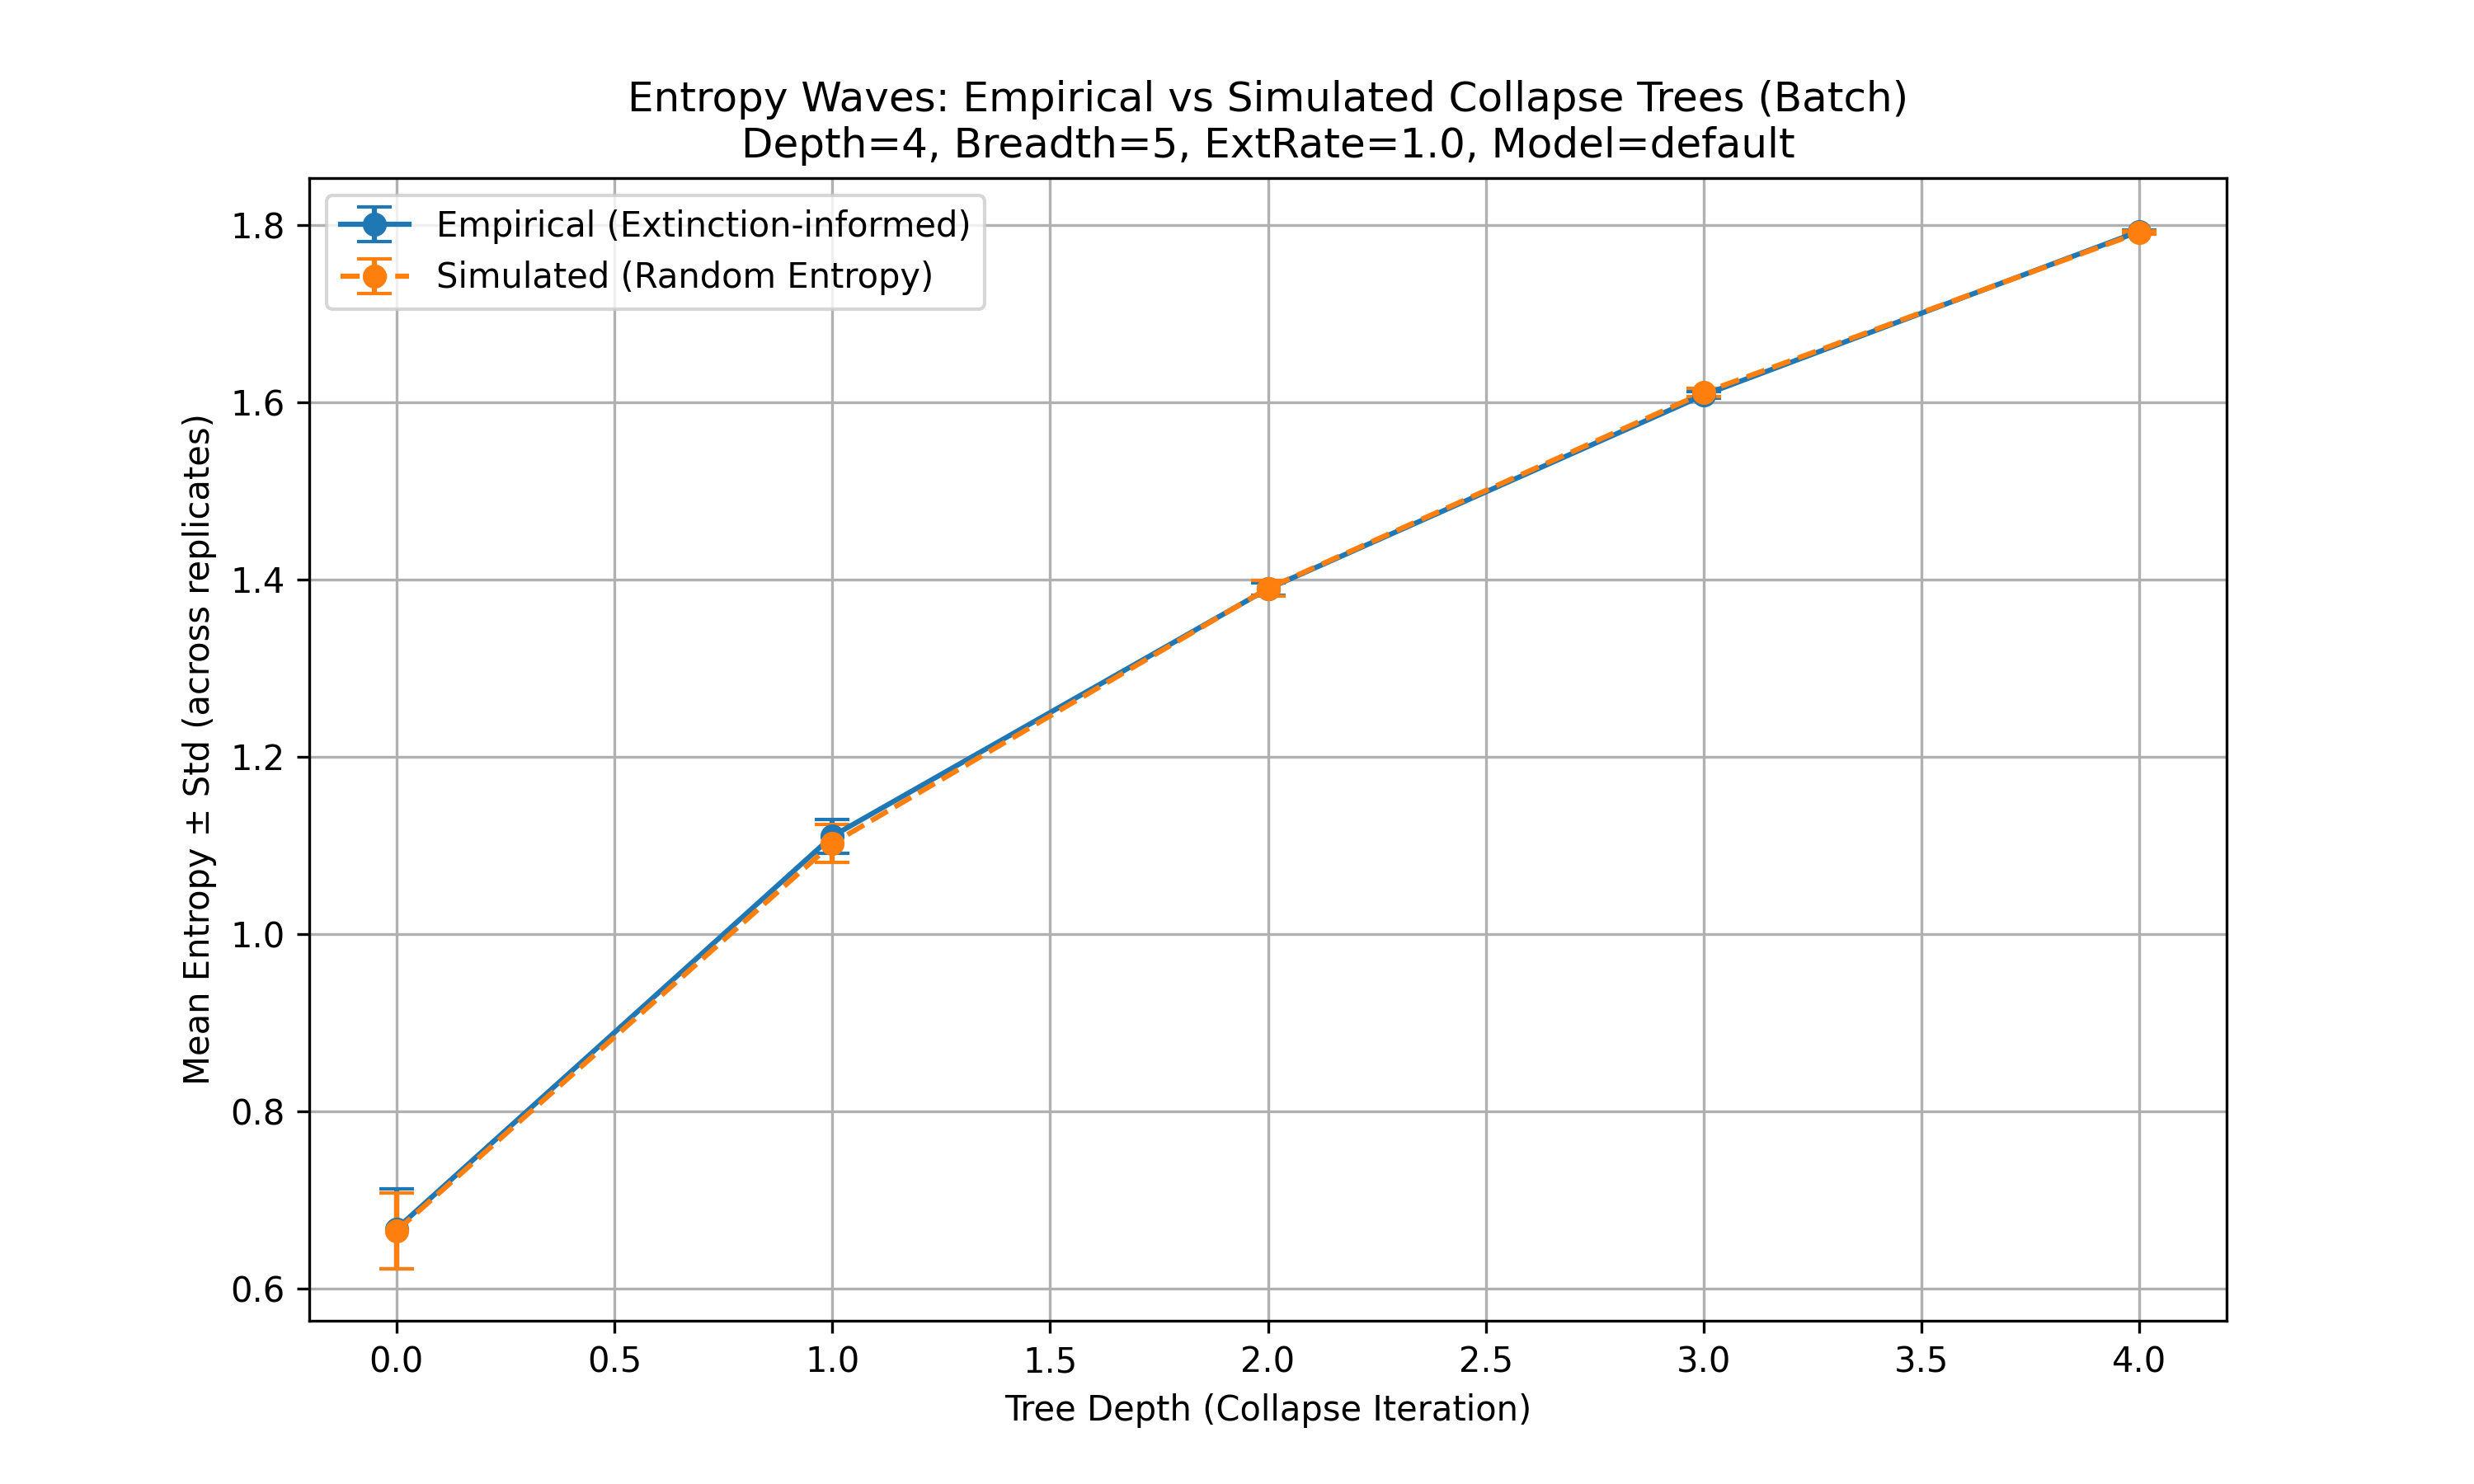 Entropy Waves: Empirical vs Simulated Collapse Trees (Batch)
Depth=4, Breadth=5, ExtRate=1.0, Model=default
Empirical (Extinction-informed)
Simulated (Random Entropy)
Mean Entropy ± Std (across replicates)
1.8
1.6
1.4
1.2
1.0
0.8
0.6
0.0 0.5 1.0 1.5 2.0 2.5 3.0 3.5 4.0
Tree Depth (Collapse Iteration)